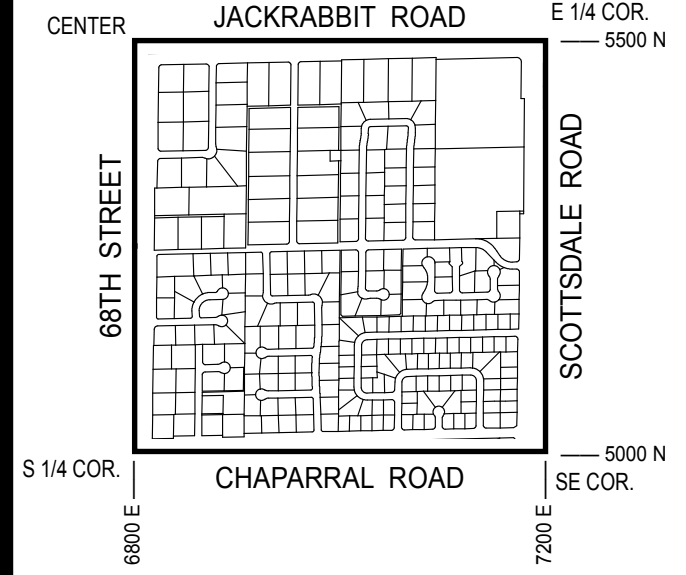 JACKRABBIT ROAD
E 1/4 COR.
CENTER
5500 N
68TH STREET
SCOTTSDALE ROAD
5000 N
S 1/4 COR.
CHAPARRAL ROAD
SE COR.
6800 E
7200 E